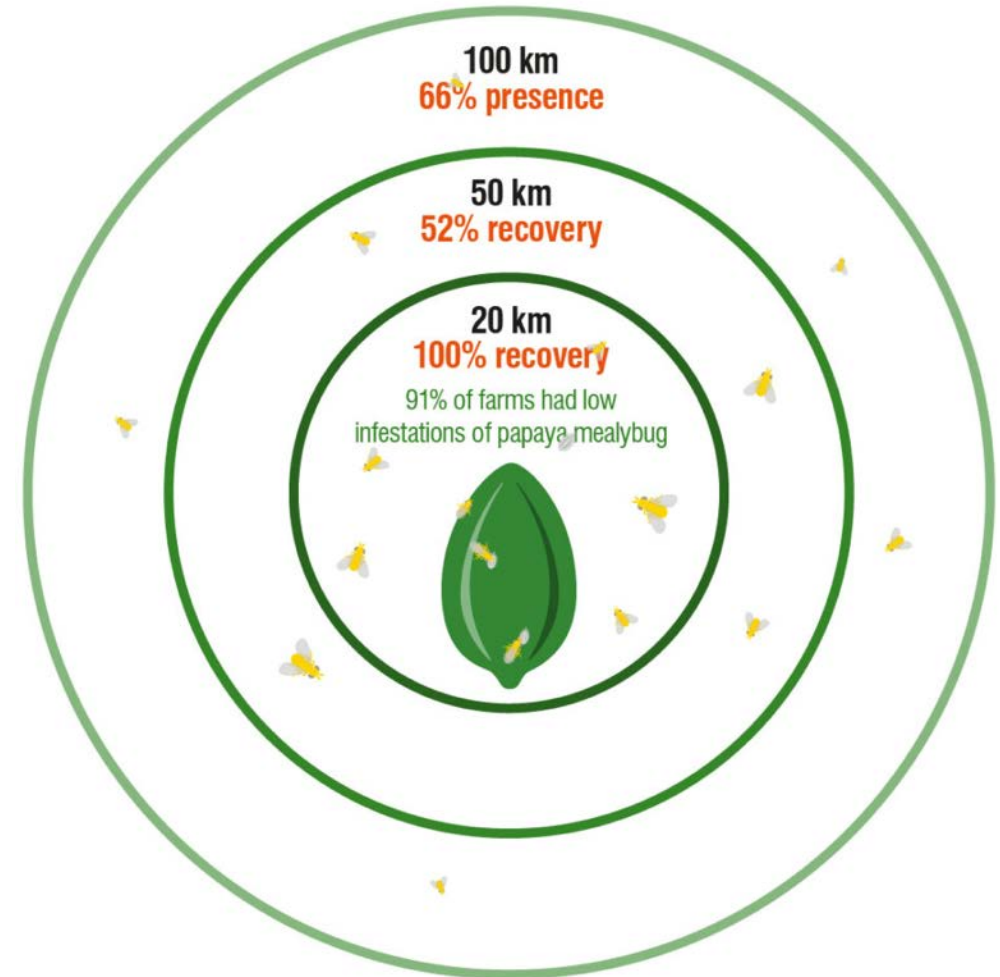 100 km
66% presence
50 km
52% recovery
20 km
100% recovery
91% of farms had low
infestations of papaya mealybug